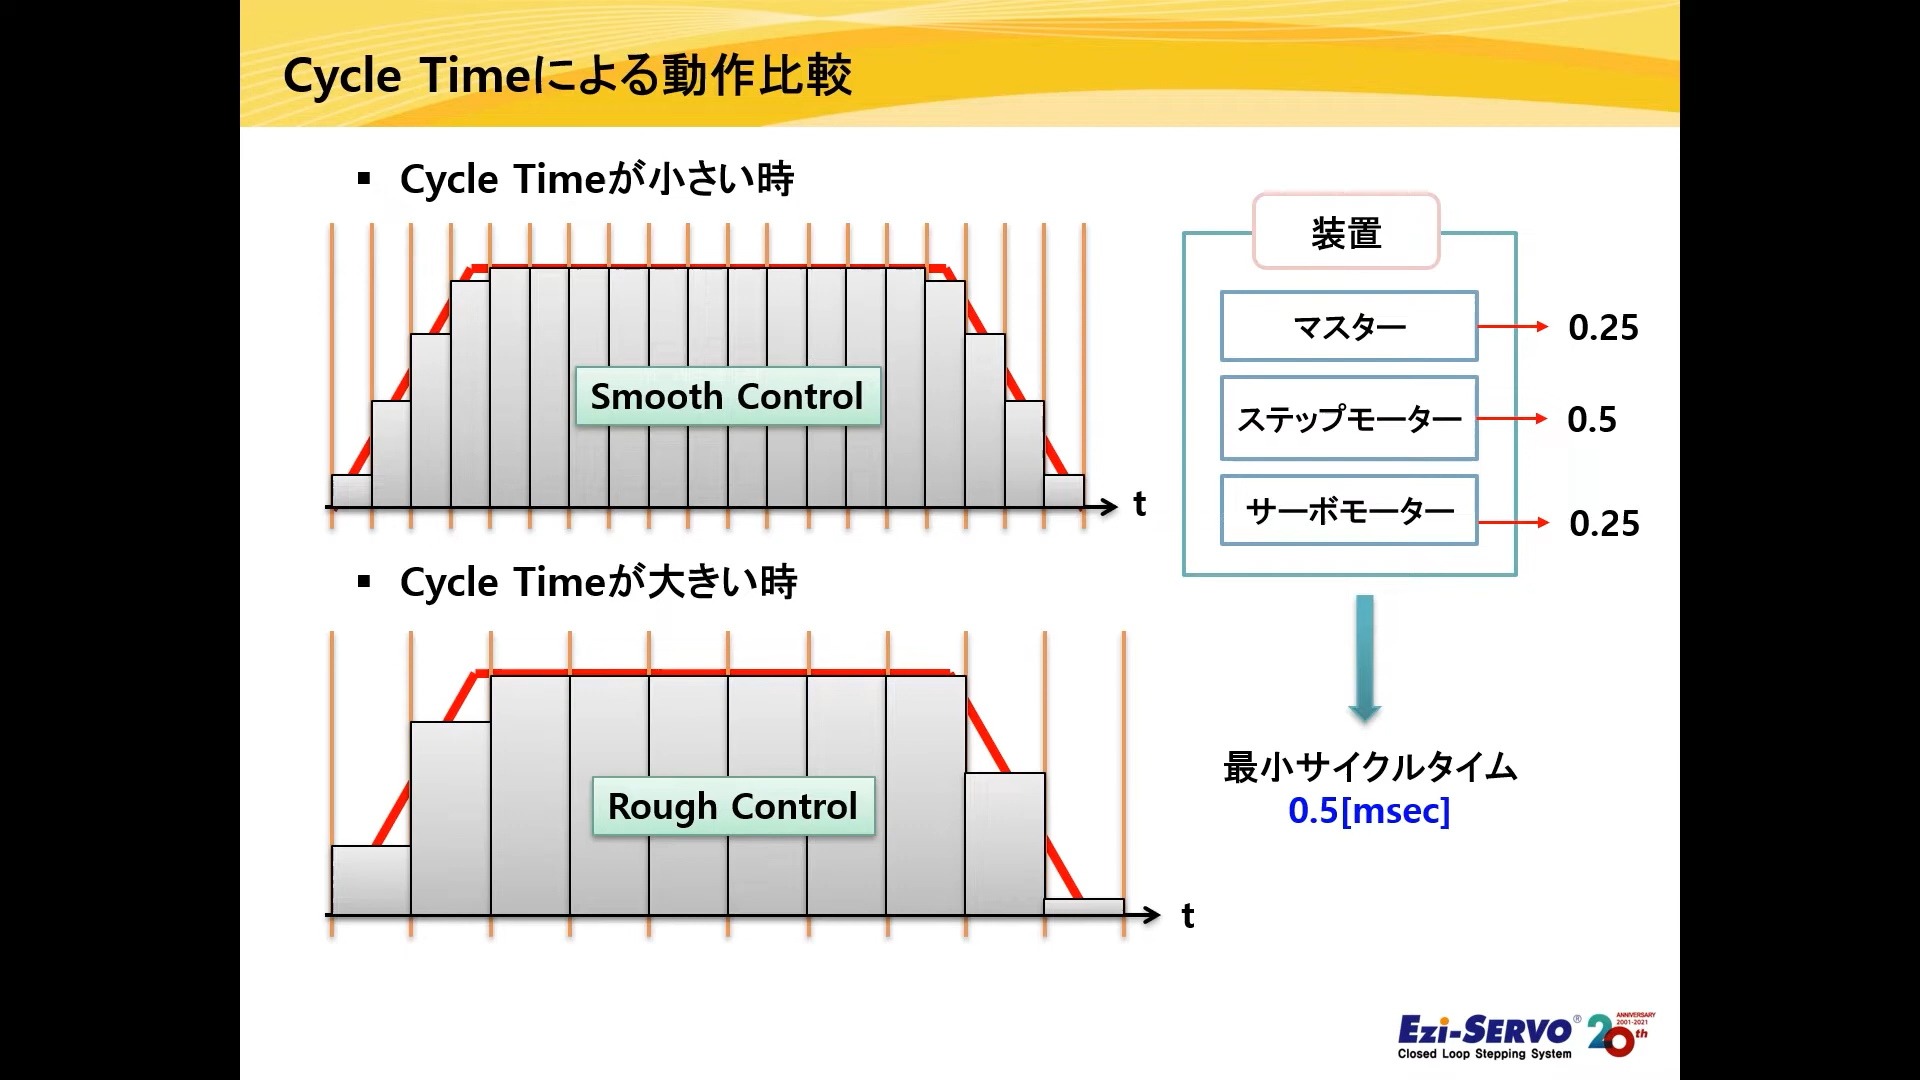 Cycle Timeによる動作比較
▪ Cycle Timeが小さい時
Smooth Control
t
▪ Cycle Timeが大きい時
Rough Control
t
装置
マスター 0.25
ステップモーター 0.5
サーボモーター 0.25
最小サイクルタイム
0.5[msec]
Ezi-SERVO®
Closed Loop Stepping System
20th
ANNIVERSARY
2001-2021